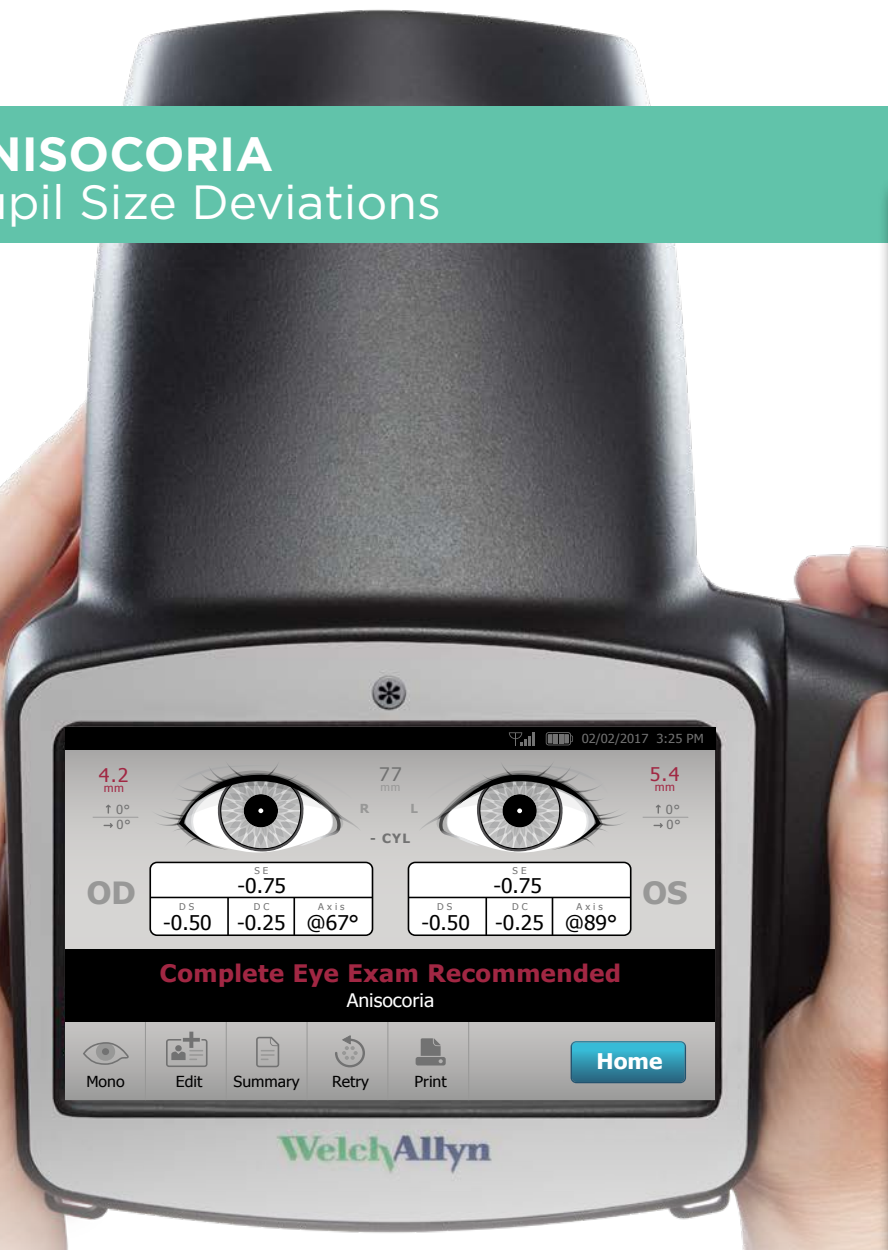 NISOCORIA
upil Size Deviations
02/02/2017 3:25 PM
4.2
mm
↑ 0°
→ 0°
77
mm
R L
- CYL
5.4
mm
↑ 0°
→ 0°
OD
SE
-0.75
DS DC Axis
-0.50 -0.25 @67°
SE
-0.75
DS DC Axis
-0.50 -0.25 @89°
OS
Complete Eye Exam Recommended
Anisocoria
Mono Edit Summary Retry Print Home
WelchAllyn